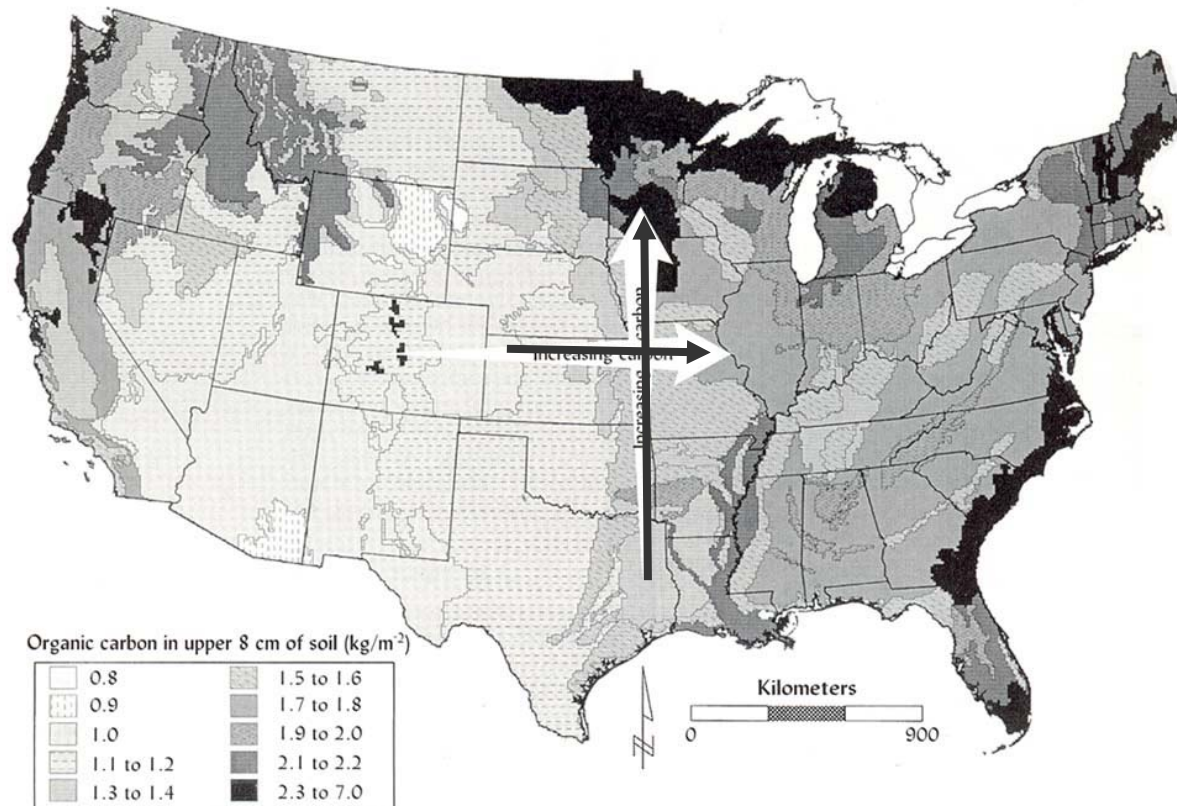 Increasing carbon
Increasing carbon
Organic carbon in upper 8 cm of soil (kg/m-2)
0.8
0.9
1.0
1.1 to 1.2
1.3 to 1.4
1.5 to 1.6
1.7 to 1.8
1.9 to 2.0
2.1 to 2.2
2.3 to 7.0
Kilometers
0 900
N